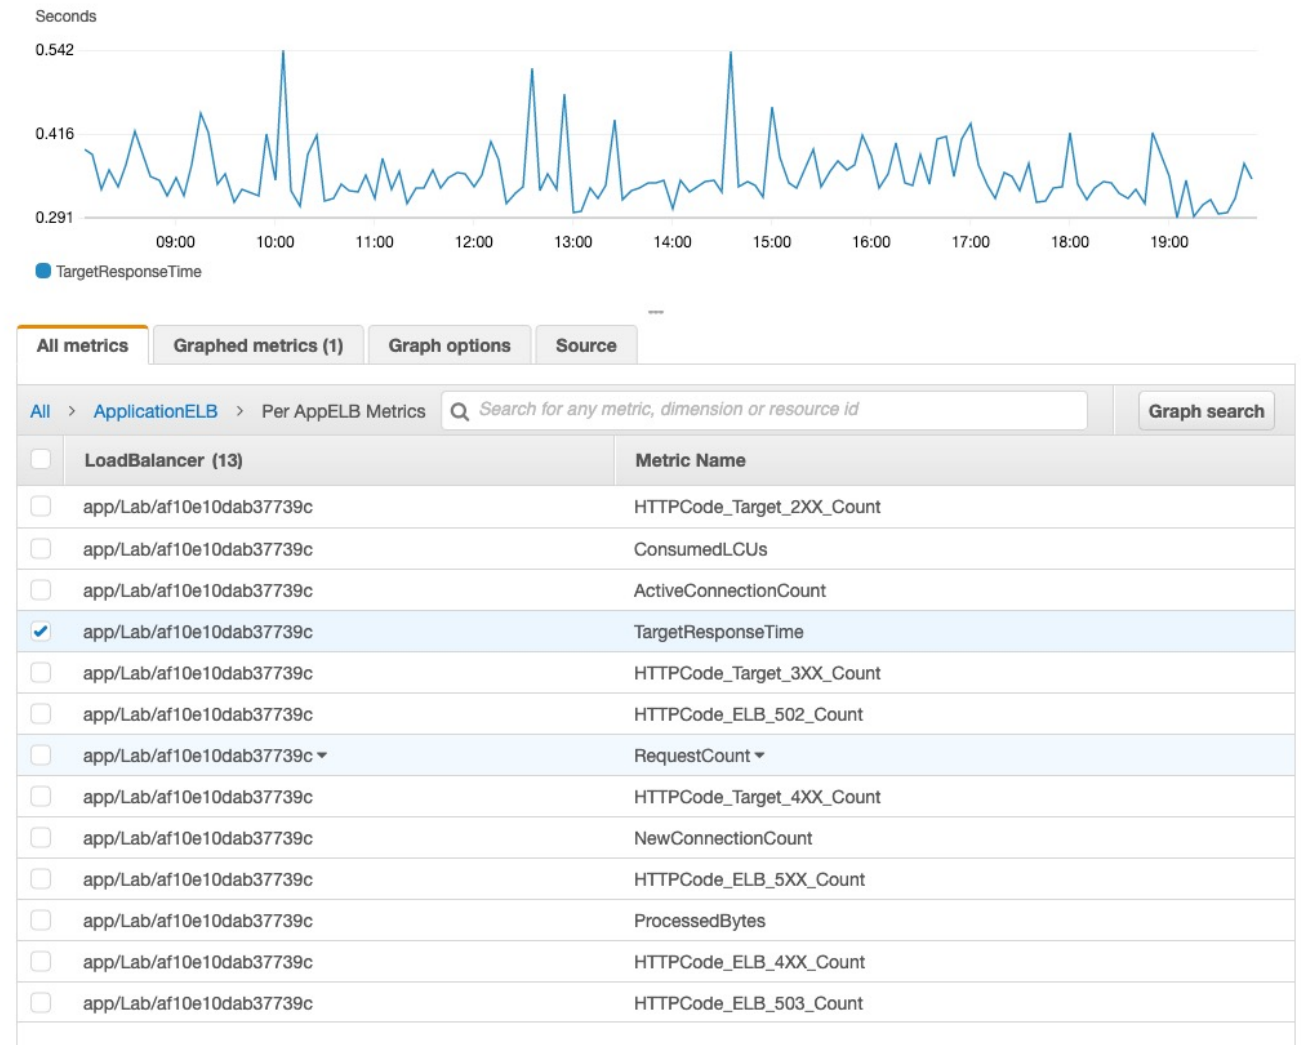 Seconds
0.542
0.416
0.291
09:00 10:00 11:00 12:00 13:00 14:00 15:00 16:00 17:00 18:00 19:00
TargetResponseTime
All metrics Graphed metrics (1) Graph options Source
All > ApplicationELB > Per AppELB Metrics Search for any metric, dimension or resource id Graph search
LoadBalancer (13) Metric Name
app/Lab/af10e10dab37739c HTTPCode_Target_2XX_Count
app/Lab/af10e10dab37739c ConsumedLCUs
app/Lab/af10e10dab37739c ActiveConnectionCount
app/Lab/af10e10dab37739c TargetResponseTime
app/Lab/af10e10dab37739c HTTPCode_Target_3XX_Count
app/Lab/af10e10dab37739c HTTPCode_ELB_502_Count
app/Lab/af10e10dab37739c RequestCount
app/Lab/af10e10dab37739c HTTPCode_Target_4XX_Count
app/Lab/af10e10dab37739c NewConnectionCount
app/Lab/af10e10dab37739c HTTPCode_ELB_5XX_Count
app/Lab/af10e10dab37739c ProcessedBytes
app/Lab/af10e10dab37739c HTTPCode_ELB_4XX_Count
app/Lab/af10e10dab37739c HTTPCode_ELB_503_Count